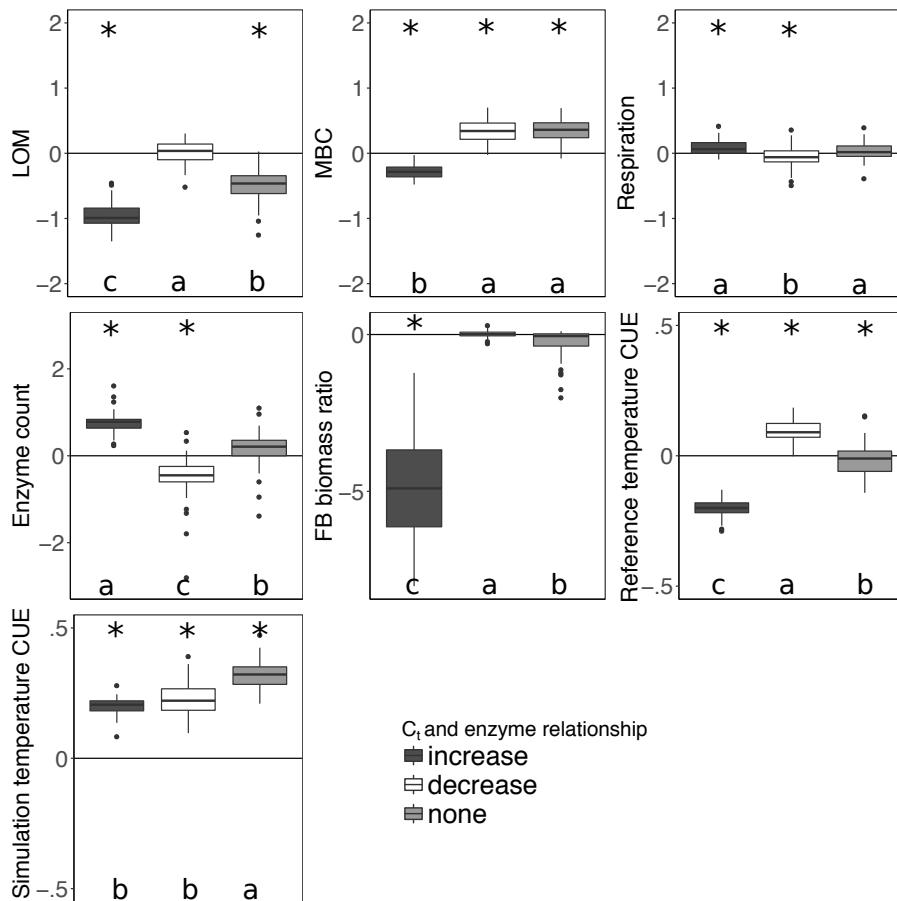 LOM
2
1
0
−1
−2
*
*
c
a
b
MBC
2
1
0
−1
−2
*
*
*
b
a
a
Respiration
2
1
0
−1
−2
*
*
a
b
a
Enzyme count
2
0
−2
*
*
a
c
b
FB biomass ratio
0
−5
*
c
a
b
Reference temperature CUE
.5
0
−.5
*
*
*
c
a
b
Simulation temperature CUE
.5
0
−.5
*
*
*
b
b
a
Ct and enzyme relationship
increase
decrease
none